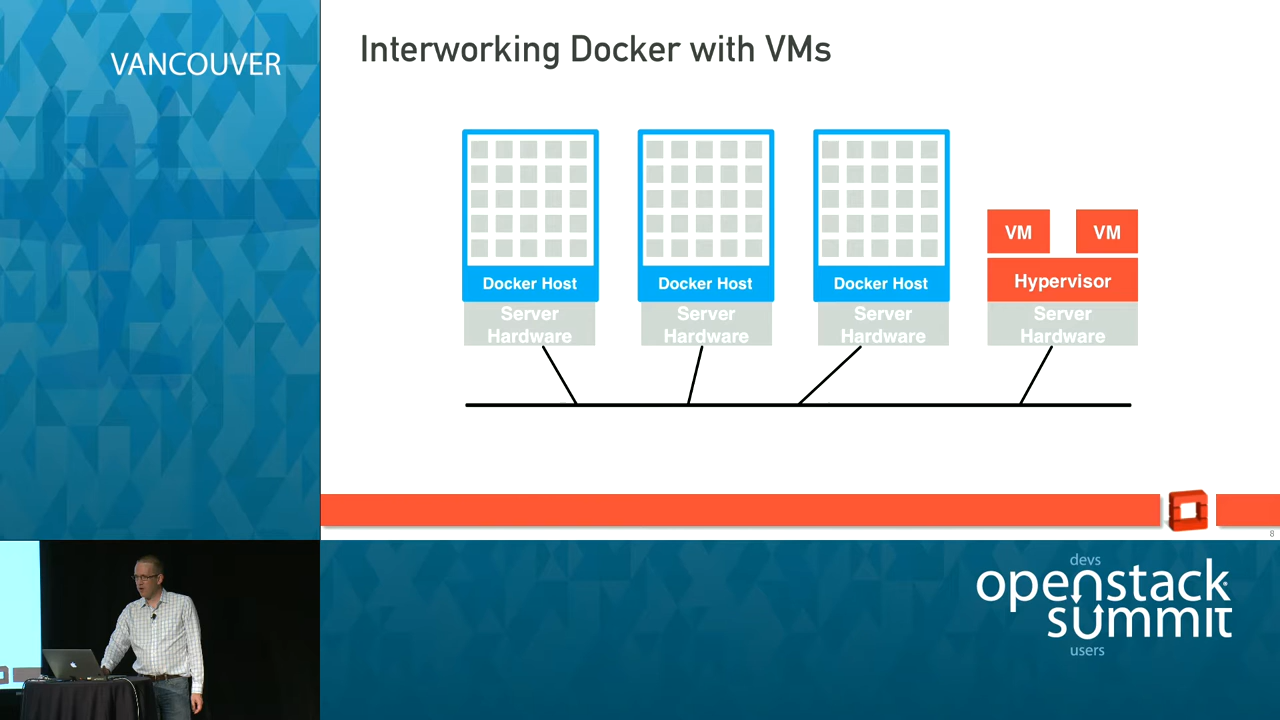 VANCOUVER
Interworking Docker with VMs
Docker Host
Server
Hardware
Docker Host
Server
Hardware
Docker Host
Server
Hardware
VM
VM
Hypervisor
Server
Hardware
8
devs
openstack
summit
users